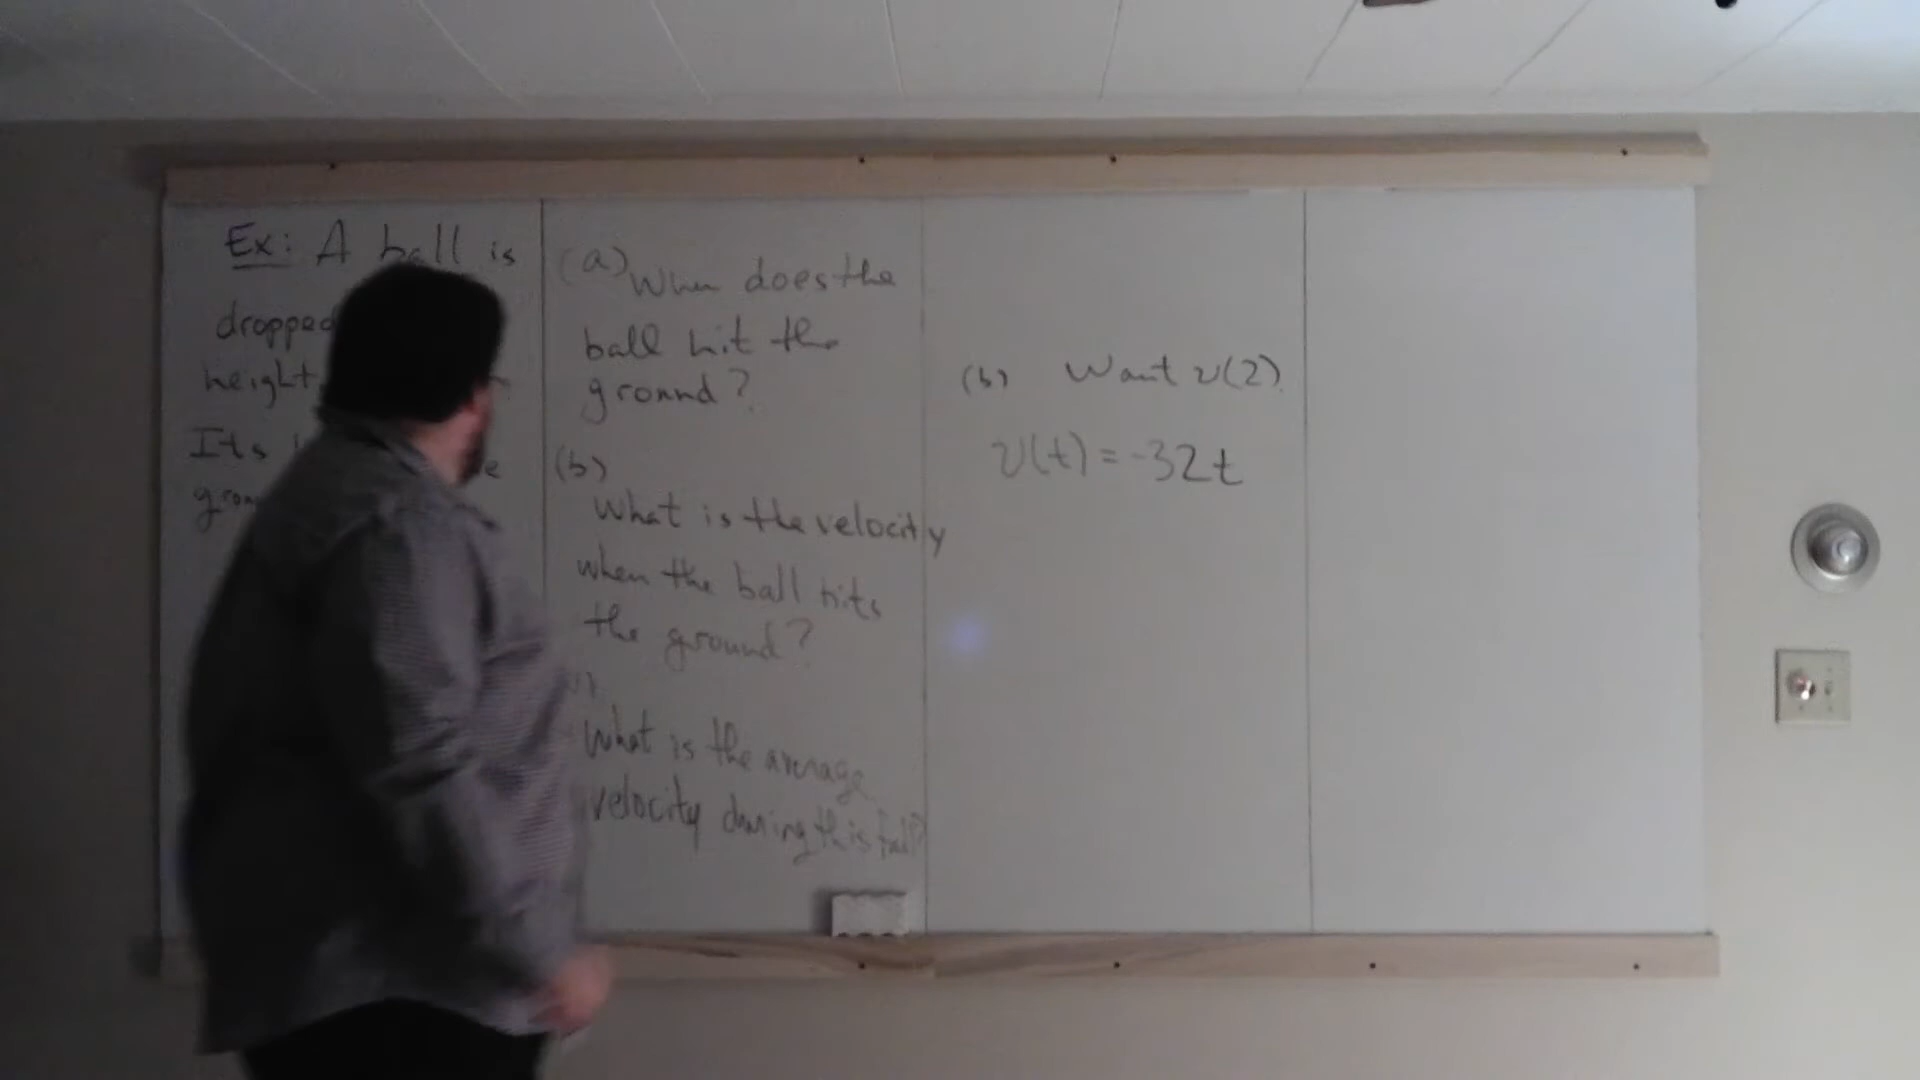 Ex: A ball is
dropped
height
Its
(a) When does the
ball hit the
ground?
(b)
What is the velocity
when the ball hits
the ground?
What is the average
velocity during this fall?
(b) Want v(2).
v(t) = -32t